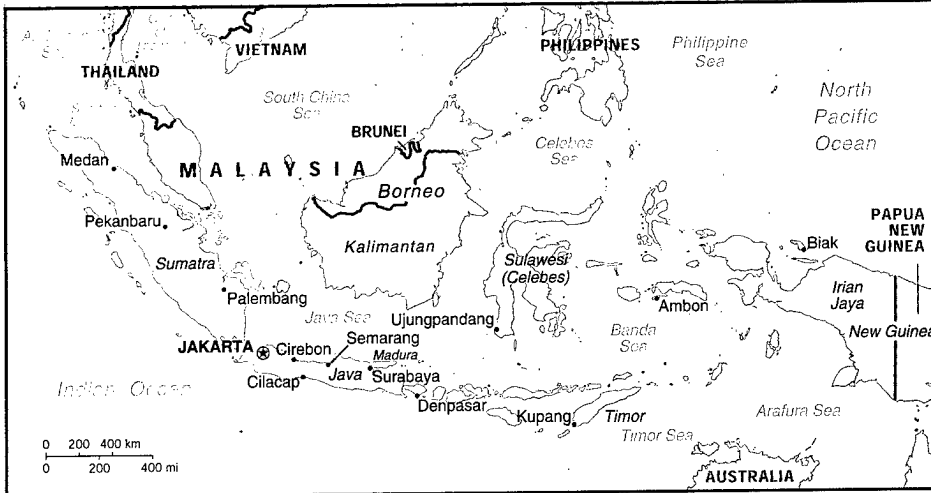 VIETNAM
PHILIPPINES
Philippine
Sea
THAILAND
South China
Sea
North
Pacific
Ocean
BRUNEI
Celebes
Sea
Medan
MALAYSIA
Borneo
Pekanbaru
Kalimantan
PAPUA
NEW
GUINEA
Biak
Sumatra
Sulawesi
(Celebes)
Irian
Jaya
Palembang
Ambon
Java Sea
Ujungpandang
Banda
Sea
New Guinea
Semarang
JAKARTA
Cirebon
Madura
Java
Surabaya
Cilacap
Indian Ocean
Denpasar
Kupang
Timor
Timor Sea
Arafura Sea
0 200 400 km
0 200 400 mi
AUSTRALIA